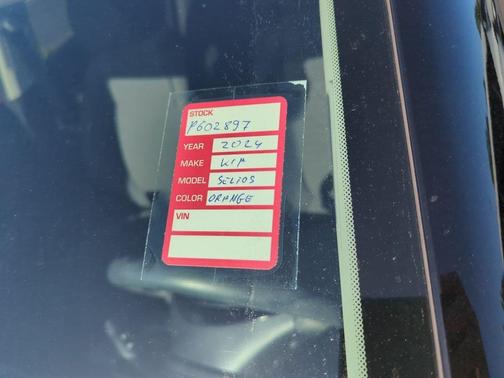 STOCK
P602897
YEAR 2024
MAKE KIA
MODEL SELTOS
COLOR ORANGE
VIN